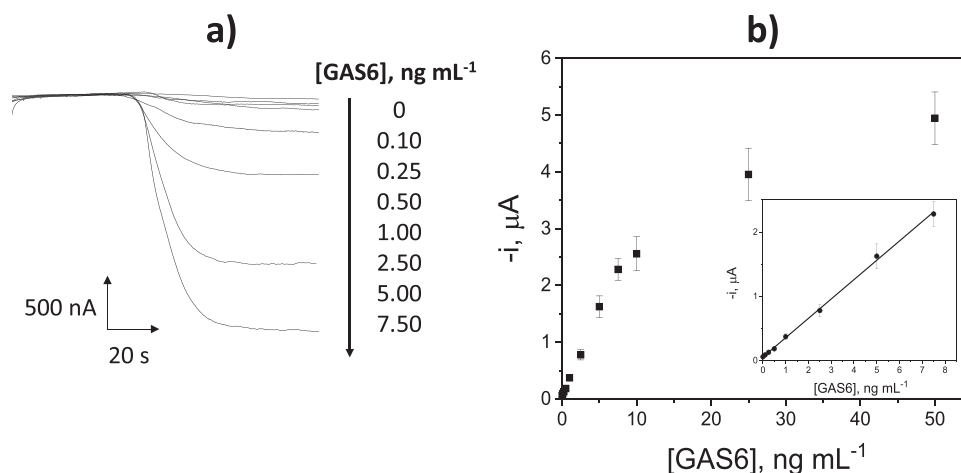 a)
[GAS6], ng mL-1
0
0.10
0.25
0.50
1.00
2.50
5.00
7.50
500 nA
20 s
b)
6
5
4
3
2
1
0
-i, µA
0 10 20 30 40 50
[GAS6], ng mL-1
2
1
0
-i, µA
0 1 2 3 4 5 6 7 8
[GAS6], ng mL-1